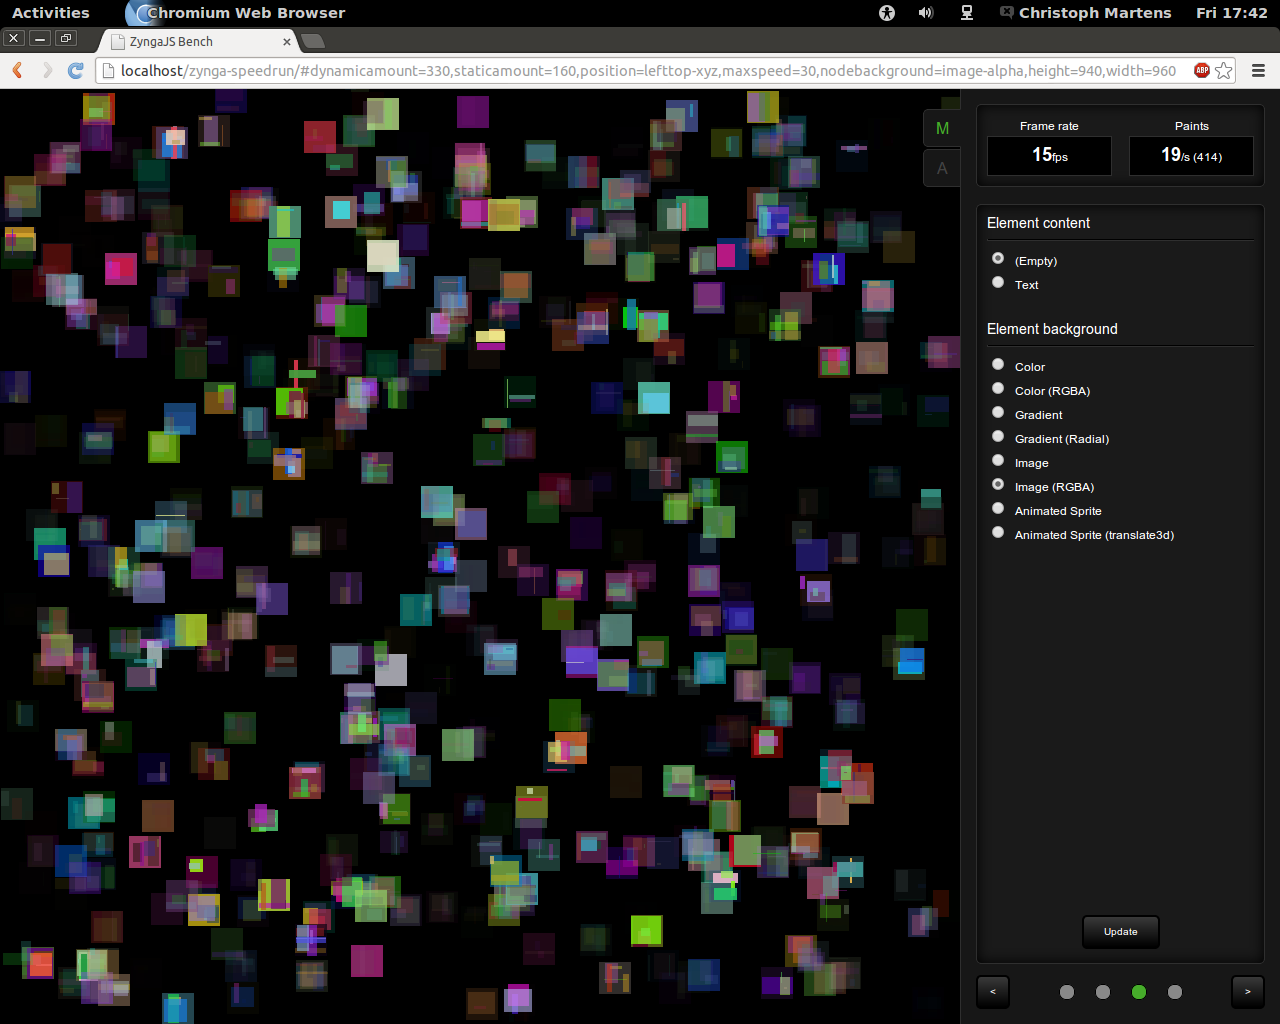 Activities Chromium Web Browser Christoph Martens Fri 17:42
ZyngaJS Bench
localhost/zynga-speedrun/#dynamicamount=330,staticamount=160,position=lefttop-xyz,maxspeed=30,nodebackground=image-alpha,height=940,width=960 ABP
M
A
Frame rate Paints
15fps 19/s (414)
Element content
(Empty)
Text
Element background
Color
Color (RGBA)
Gradient
Gradient (Radial)
Image
Image (RGBA)
Animated Sprite
Animated Sprite (translate3d)
Update
< >